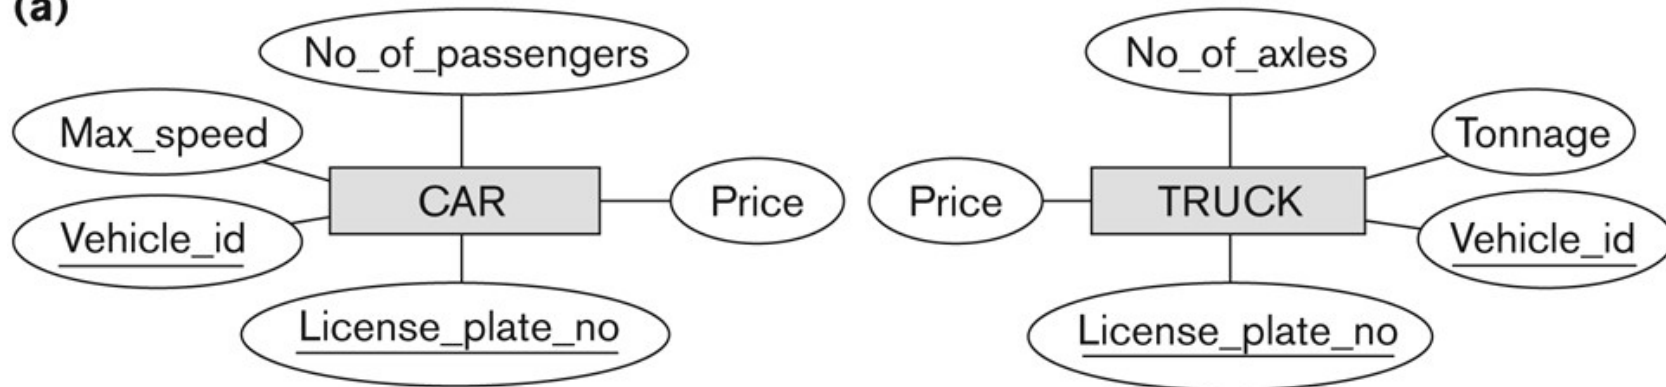 (a)
No_of_passengers
No_of_axles
Max_speed
Tonnage
CAR
Price
Price
TRUCK
Vehicle_id
Vehicle_id
License_plate_no
License_plate_no